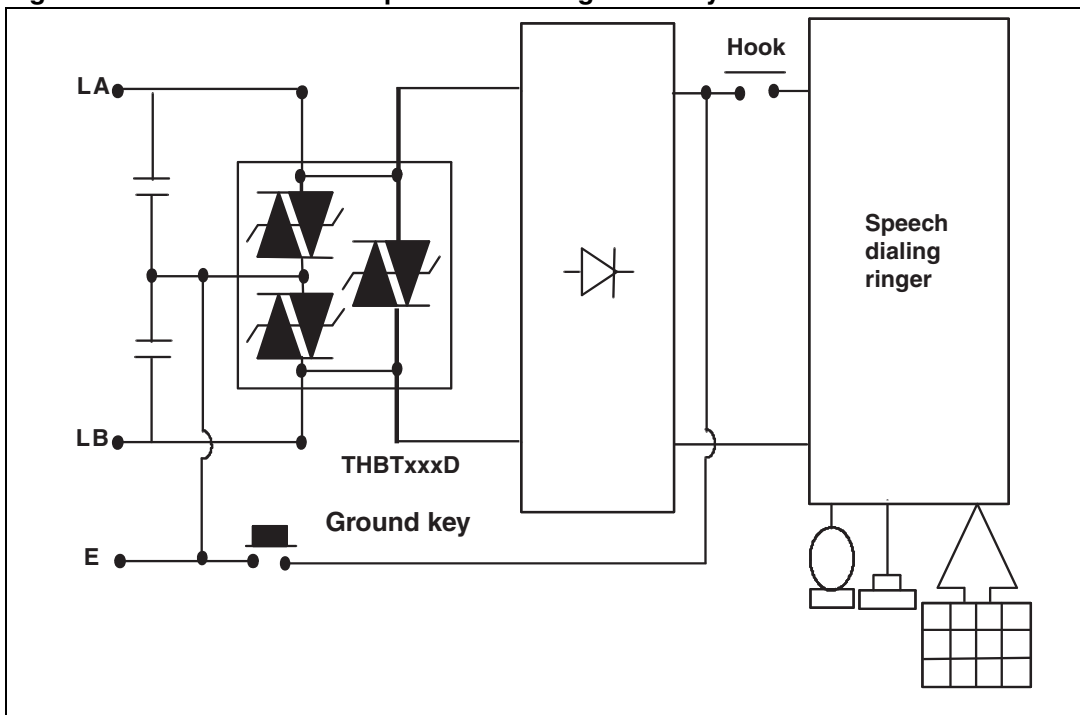 Hook
LA
Speech
dialing
ringer
LB
THBTxxxD
Ground key
E